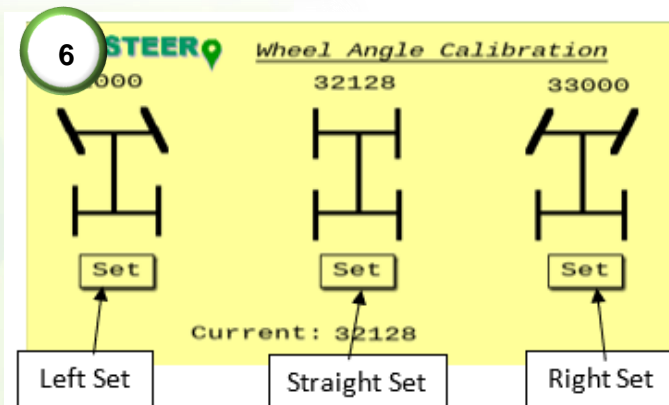 6
STEER Wheel Angle Calibration
32128 33000
Set Set Set
Current: 32128
Left Set Straight Set Right Set